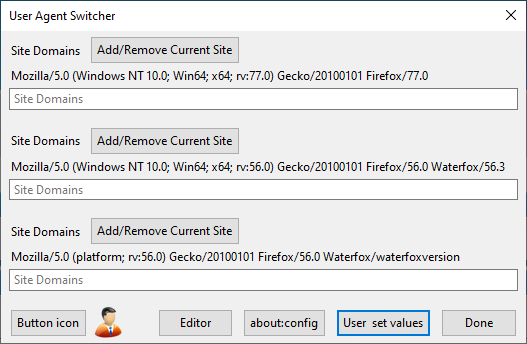 User Agent Switcher
Site Domains Add/Remove Current Site
Mozilla/5.0 (Windows NT 10.0; Win64; x64; rv:77.0) Gecko/20100101 Firefox/77.0
Site Domains
Site Domains Add/Remove Current Site
Mozilla/5.0 (Windows NT 10.0; Win64; x64; rv:56.0) Gecko/20100101 Firefox/56.0 Waterfox/56.3
Site Domains
Site Domains Add/Remove Current Site
Mozilla/5.0 (platform; rv:56.0) Gecko/20100101 Firefox/56.0 Waterfox/waterfoxversion
Site Domains
Button icon Editor about:config User set values Done